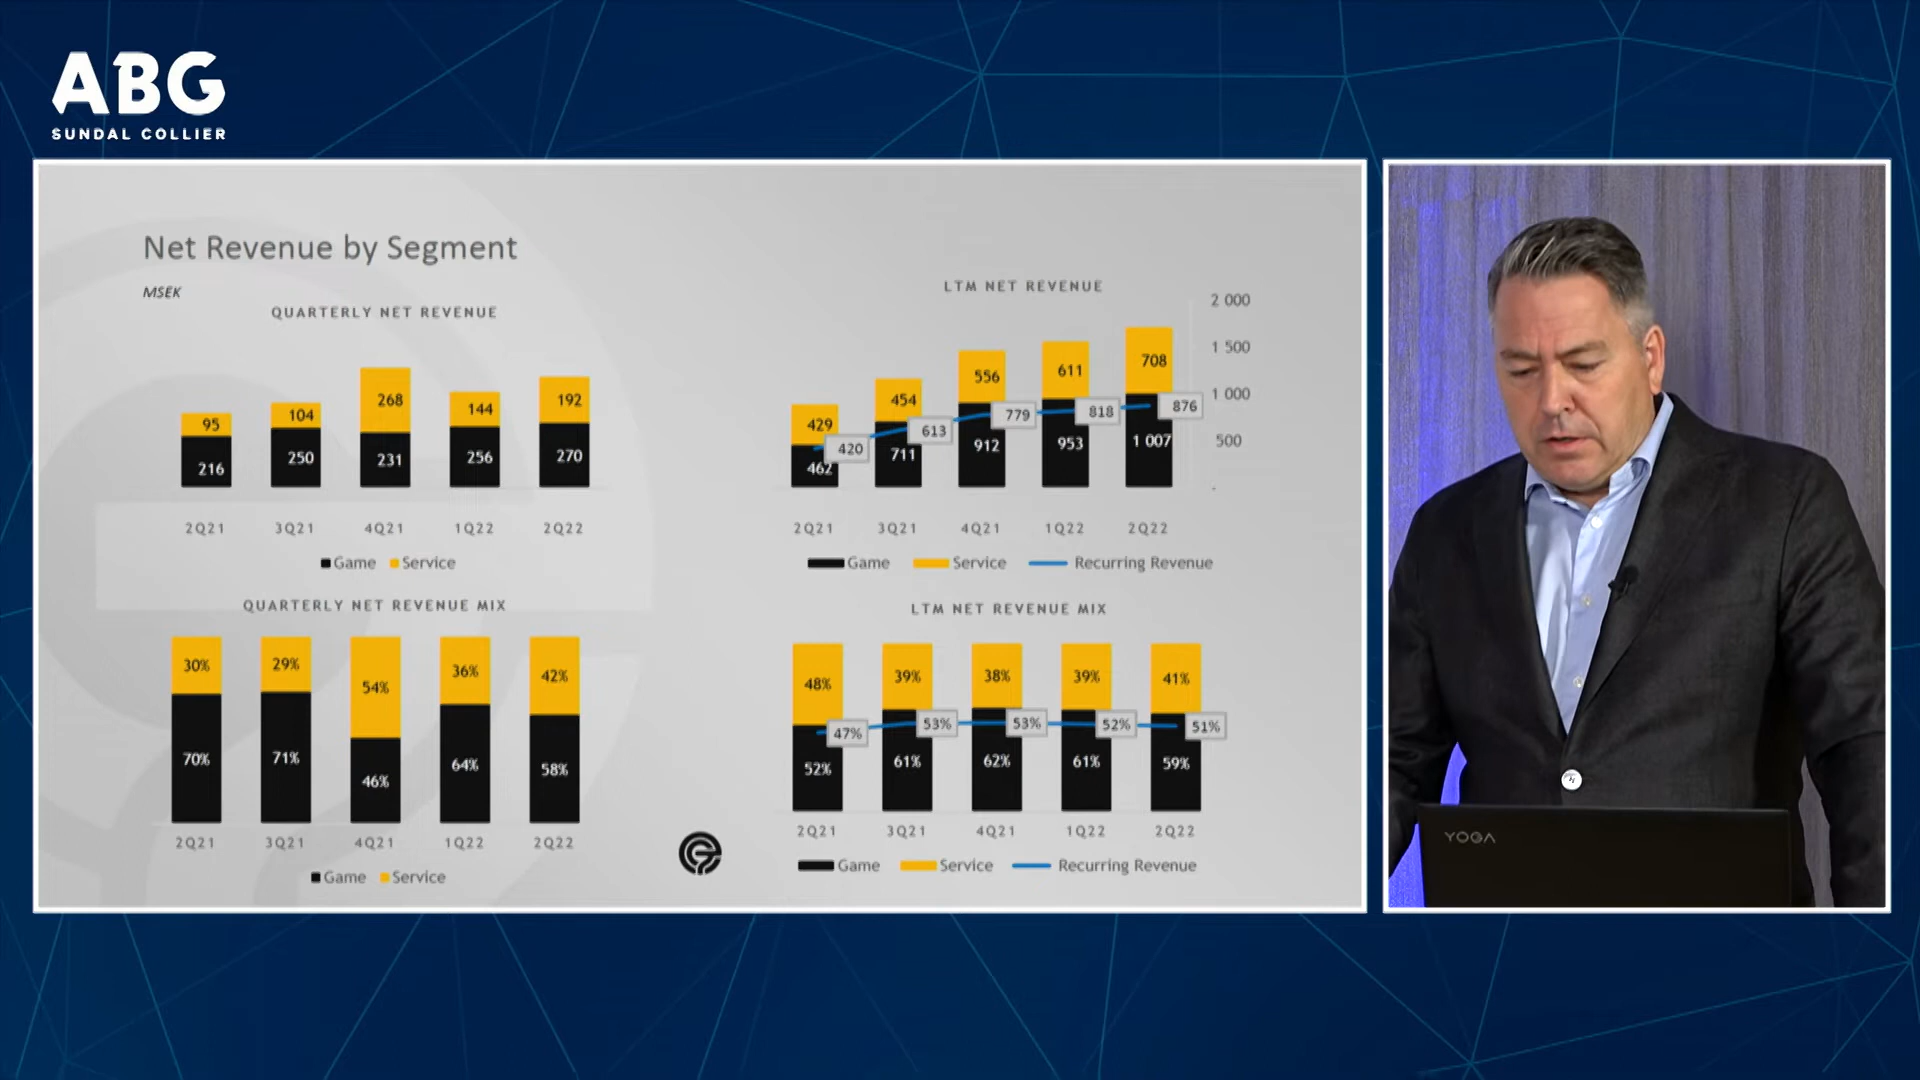 ABG
SUNDAL COLLIER
Net Revenue by Segment
MSEK
QUARTERLY NET REVENUE
95 104 268 144 192
216 250 231 256 270
2Q21 3Q21 4Q21 1Q22 2Q22
Game Service
LTM NET REVENUE
2 000
1 500
1 000
500
-
429 454 556 611 708
420 613 779 818 876
462 711 912 953 1 007
2Q21 3Q21 4Q21 1Q22 2Q22
Game Service Recurring Revenue
QUARTERLY NET REVENUE MIX
30% 29% 54% 36% 42%
70% 71% 46% 64% 58%
2Q21 3Q21 4Q21 1Q22 2Q22
Game Service
LTM NET REVENUE MIX
48% 39% 38% 39% 41%
47% 53% 53% 52% 51%
52% 61% 62% 61% 59%
2Q21 3Q21 4Q21 1Q22 2Q22
Game Service Recurring Revenue
YOGA